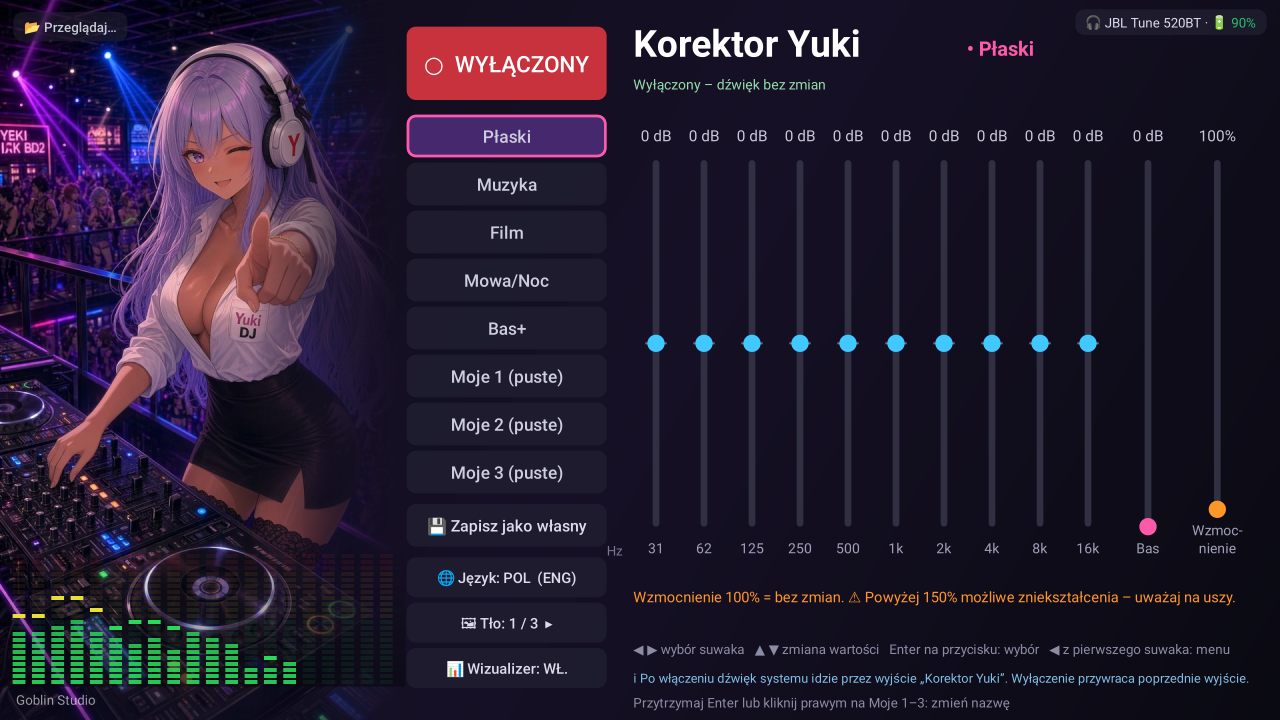 📂 Przeglądaj...
🎧 JBL Tune 520BT · 🔋 90%
YEKI
Y
Yuki
DJ
○ WYŁĄCZONY
Płaski
Muzyka
Film
Mowa/Noc
Bas+
Moje 1 (puste)
Moje 2 (puste)
Moje 3 (puste)
💾 Zapisz jako własny
🌐 Język: POL (ENG)
🖼 Tło: 1 / 3 ▸
📊 Wizualizer: WŁ.
Goblin Studio
Korektor Yuki
• Płaski
Wyłączony – dźwięk bez zmian
0 dB 0 dB 0 dB 0 dB 0 dB 0 dB 0 dB 0 dB 0 dB 0 dB 0 dB 100%
Hz 31 62 125 250 500 1k 2k 4k 8k 16k Bas Wzmoc-
nienie
Wzmocnienie 100% = bez zmian. ⚠ Powyżej 150% możliwe zniekształcenia – uważaj na uszy.
◀ ▶ wybór suwaka ▲ ▼ zmiana wartości Enter na przycisku: wybór ◀ z pierwszego suwaka: menu
i Po włączeniu dźwięk systemu idzie przez wyjście „Korektor Yuki”. Wyłączenie przywraca poprzednie wyjście.
Przytrzymaj Enter lub kliknij prawym na Moje 1–3: zmień nazwę